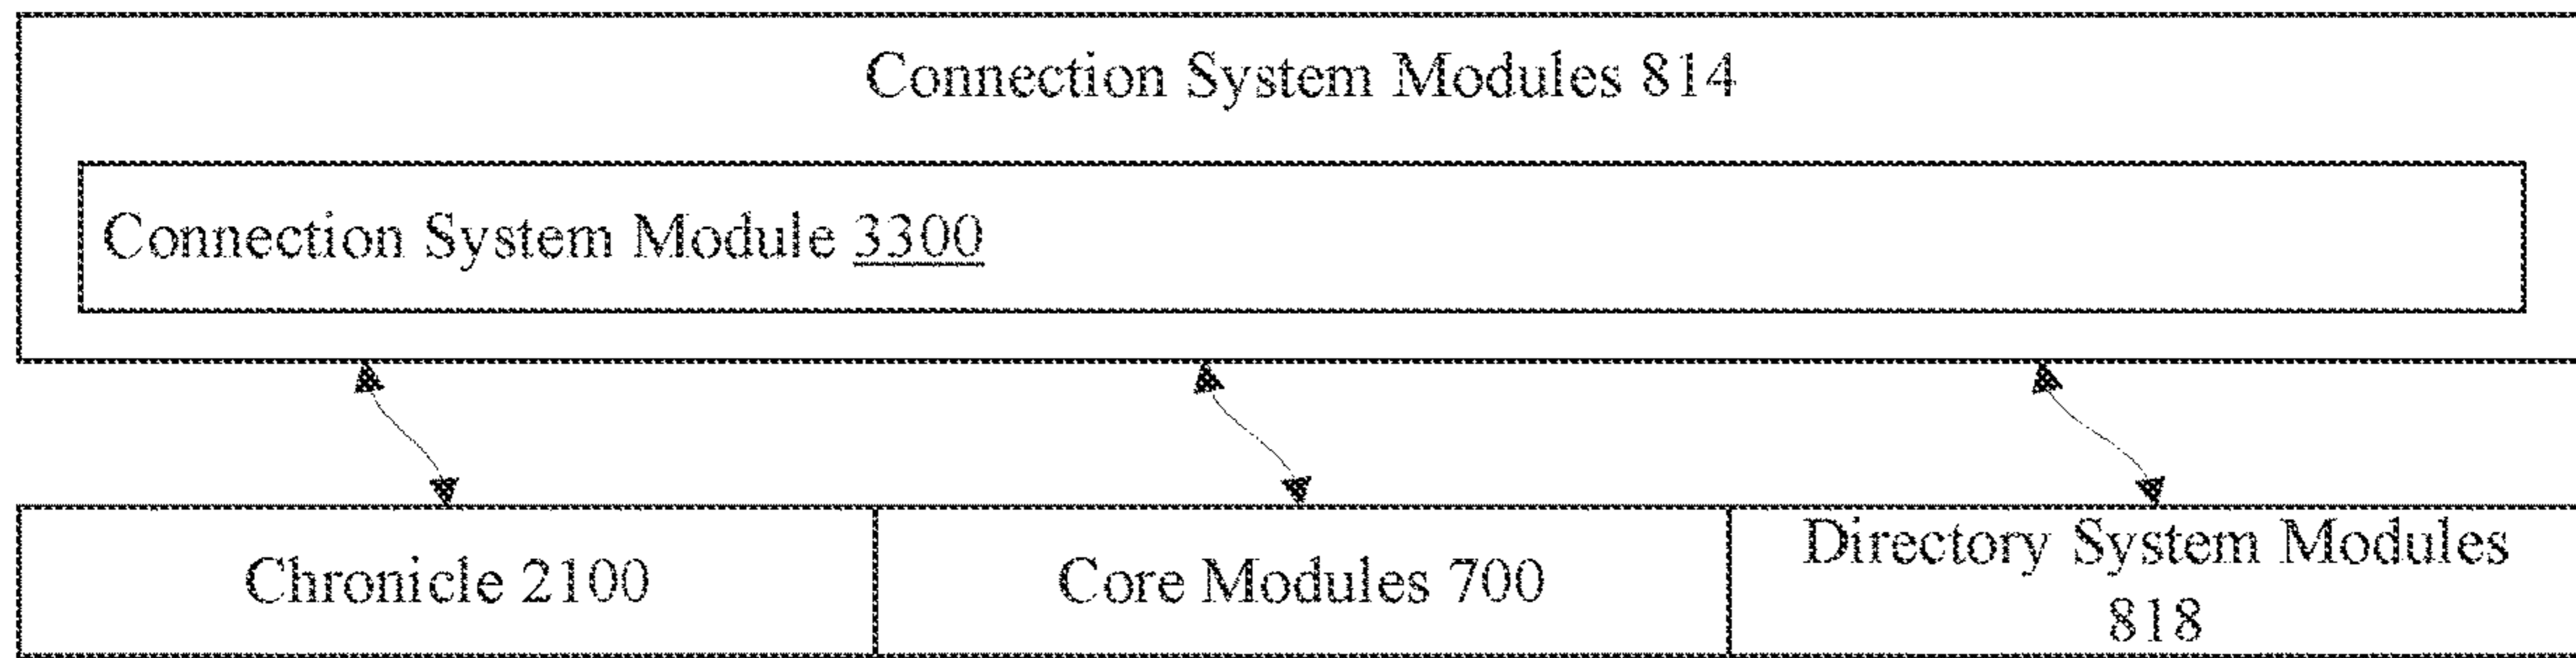 Connection System Modules 814
Connection System Module 3300
Chronicle 2100
Core Modules 700
Directory System Modules
818